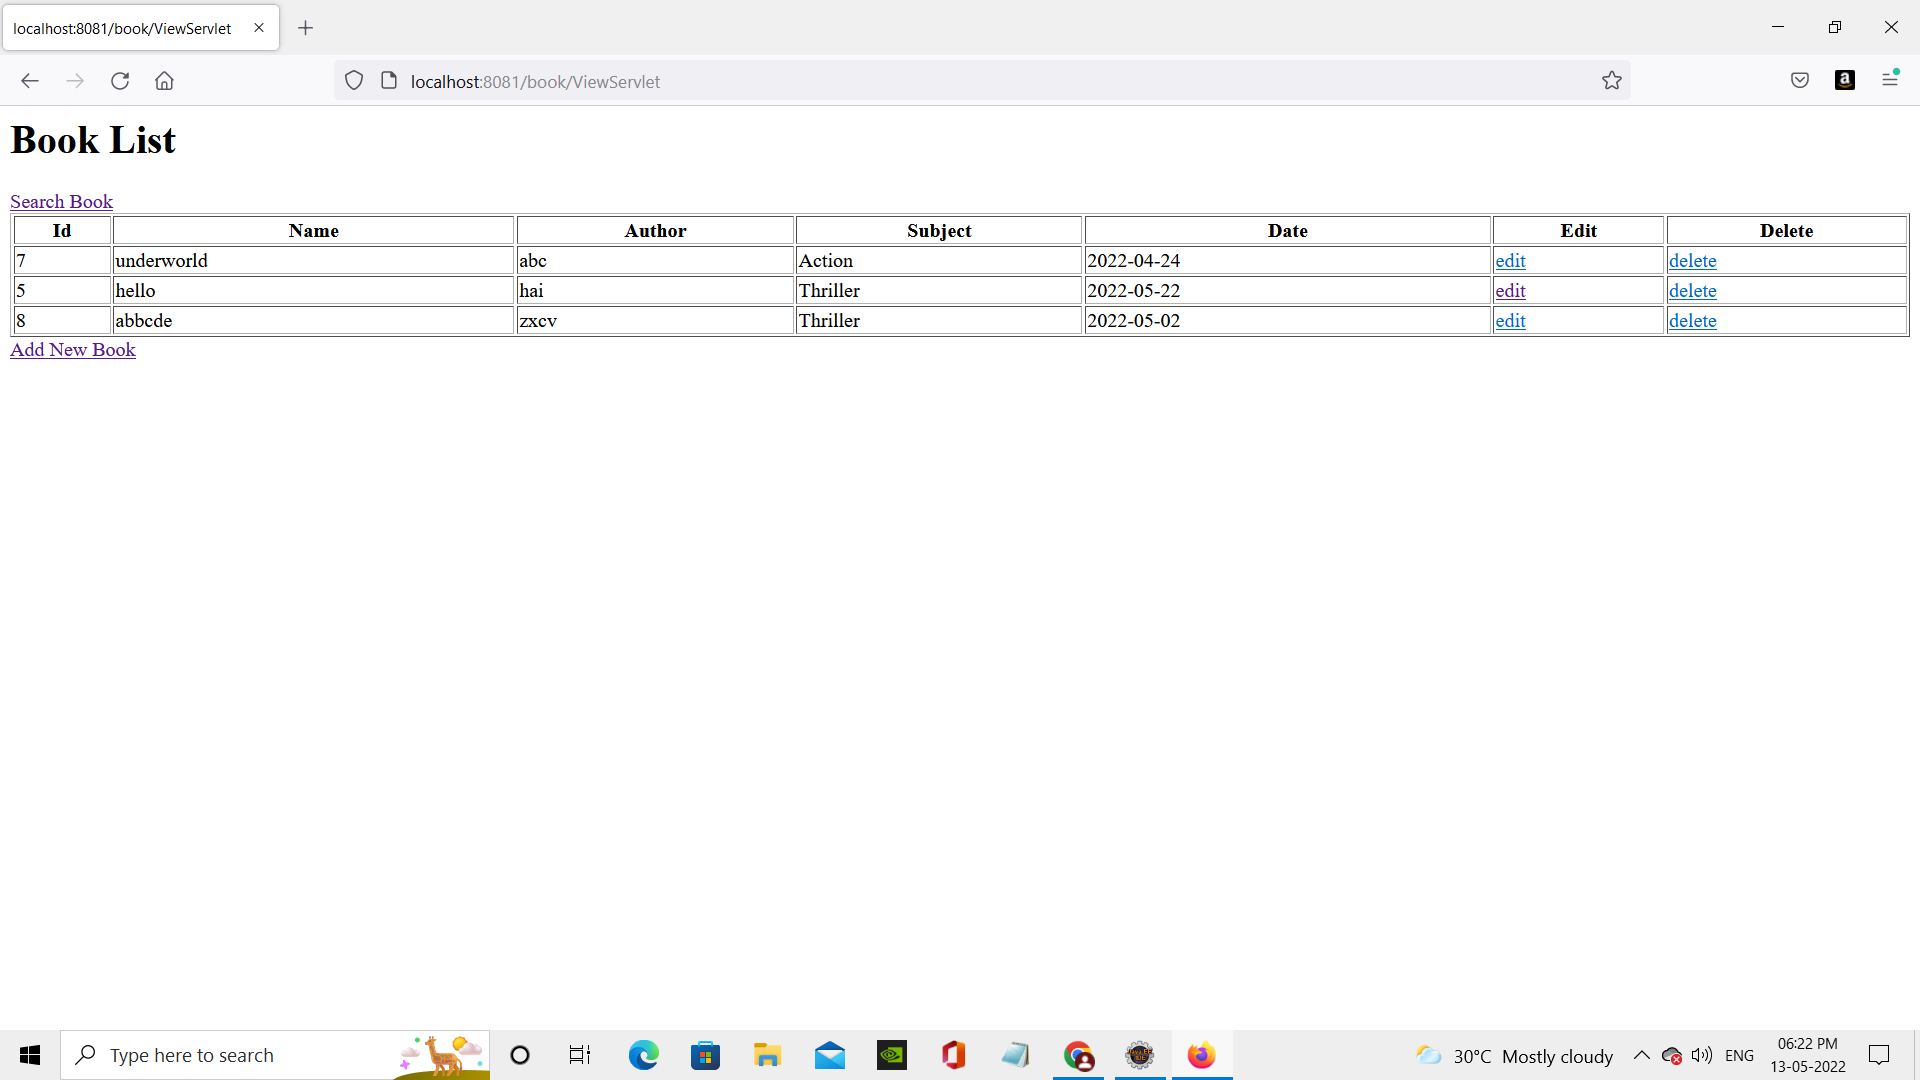 localhost:8081/book/ViewServlet
localhost:8081/book/ViewServlet
Book List
Search Book
Id Name Author Subject Date Edit Delete
7 underworld abc Action 2022-04-24 edit delete
5 hello hai Thriller 2022-05-22 edit delete
8 abbcde zxcv Thriller 2022-05-02 edit delete
Add New Book
Type here to search
30°C Mostly cloudy
ENG
06:22 PM
13-05-2022